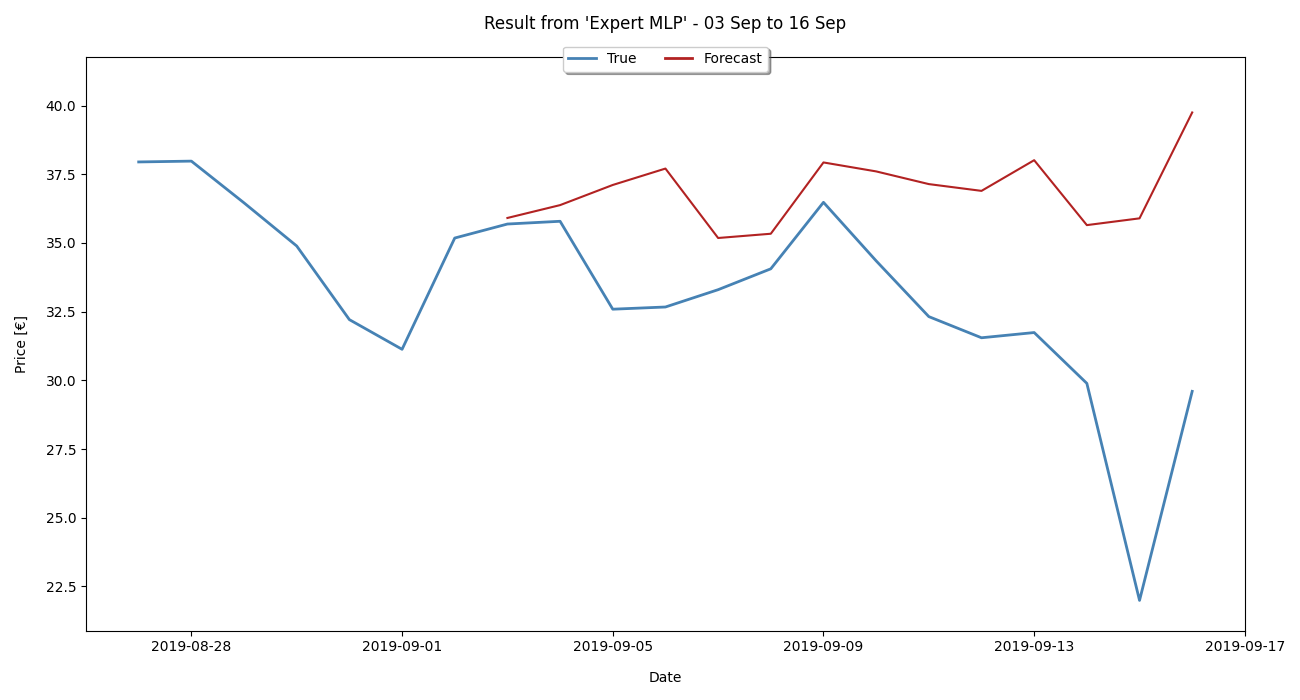 Result from 'Expert MLP' - 03 Sep to 16 Sep
True Forecast
40.0
37.5
35.0
32.5
30.0
27.5
25.0
22.5
Price [€]
2019-08-28 2019-09-01 2019-09-05 2019-09-09 2019-09-13 2019-09-17
Date